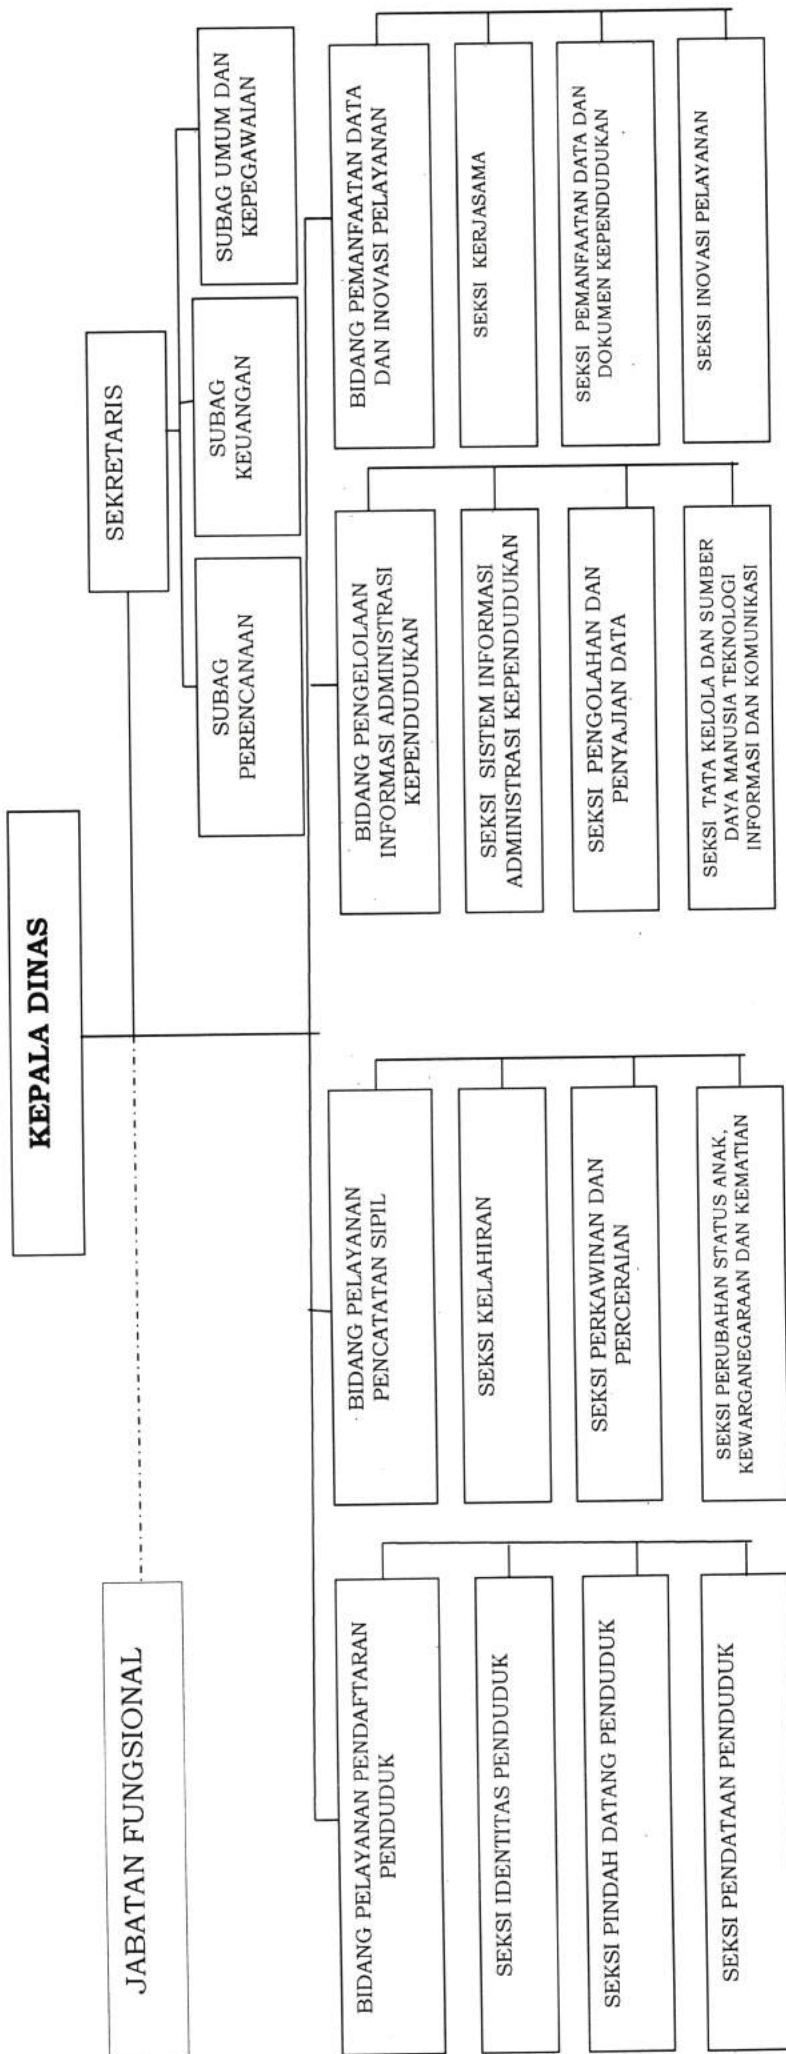 KEPALA DINAS
JABATAN FUNGSIONAL
SEKRETARIS
SUBAG
PERENCANAAN
SUBAG
KEUANGAN
SUBAG UMUM DAN
KEPEGAWAIAN
BIDANG PELAYANAN PENDAFTARAN
PENDUDUK
SEKSI IDENTITAS PENDUDUK
SEKSI PINDAH DATANG PENDUDUK
SEKSI PENDATAAN PENDUDUK
BIDANG PELAYANAN
PENCATATAN SIPIL
SEKSI KELAHIRAN
SEKSI PERKAWINAN DAN
PERCERAIAN
SEKSI PERUBAHAN STATUS ANAK,
KEWARGANEGARAAN DAN KEMATIAN
BIDANG PENGELOLAAN
INFORMASI ADMINISTRASI
KEPENDUDUKAN
SEKSI SISTEM INFORMASI
ADMINISTRASI KEPENDUDUKAN
SEKSI PENGOLAHAN DAN
PENYAJIAN DATA
SEKSI TATA KELOLA DAN SUMBER
DAYA MANUSIA TEKNOLOGI
INFORMASI DAN KOMUNIKASI
BIDANG PEMANFAATAN DATA
DAN INOVASI PELAYANAN
SEKSI KERJASAMA
SEKSI PEMANFAATAN DATA DAN
DOKUMEN KEPENDUDUKAN
SEKSI INOVASI PELAYANAN